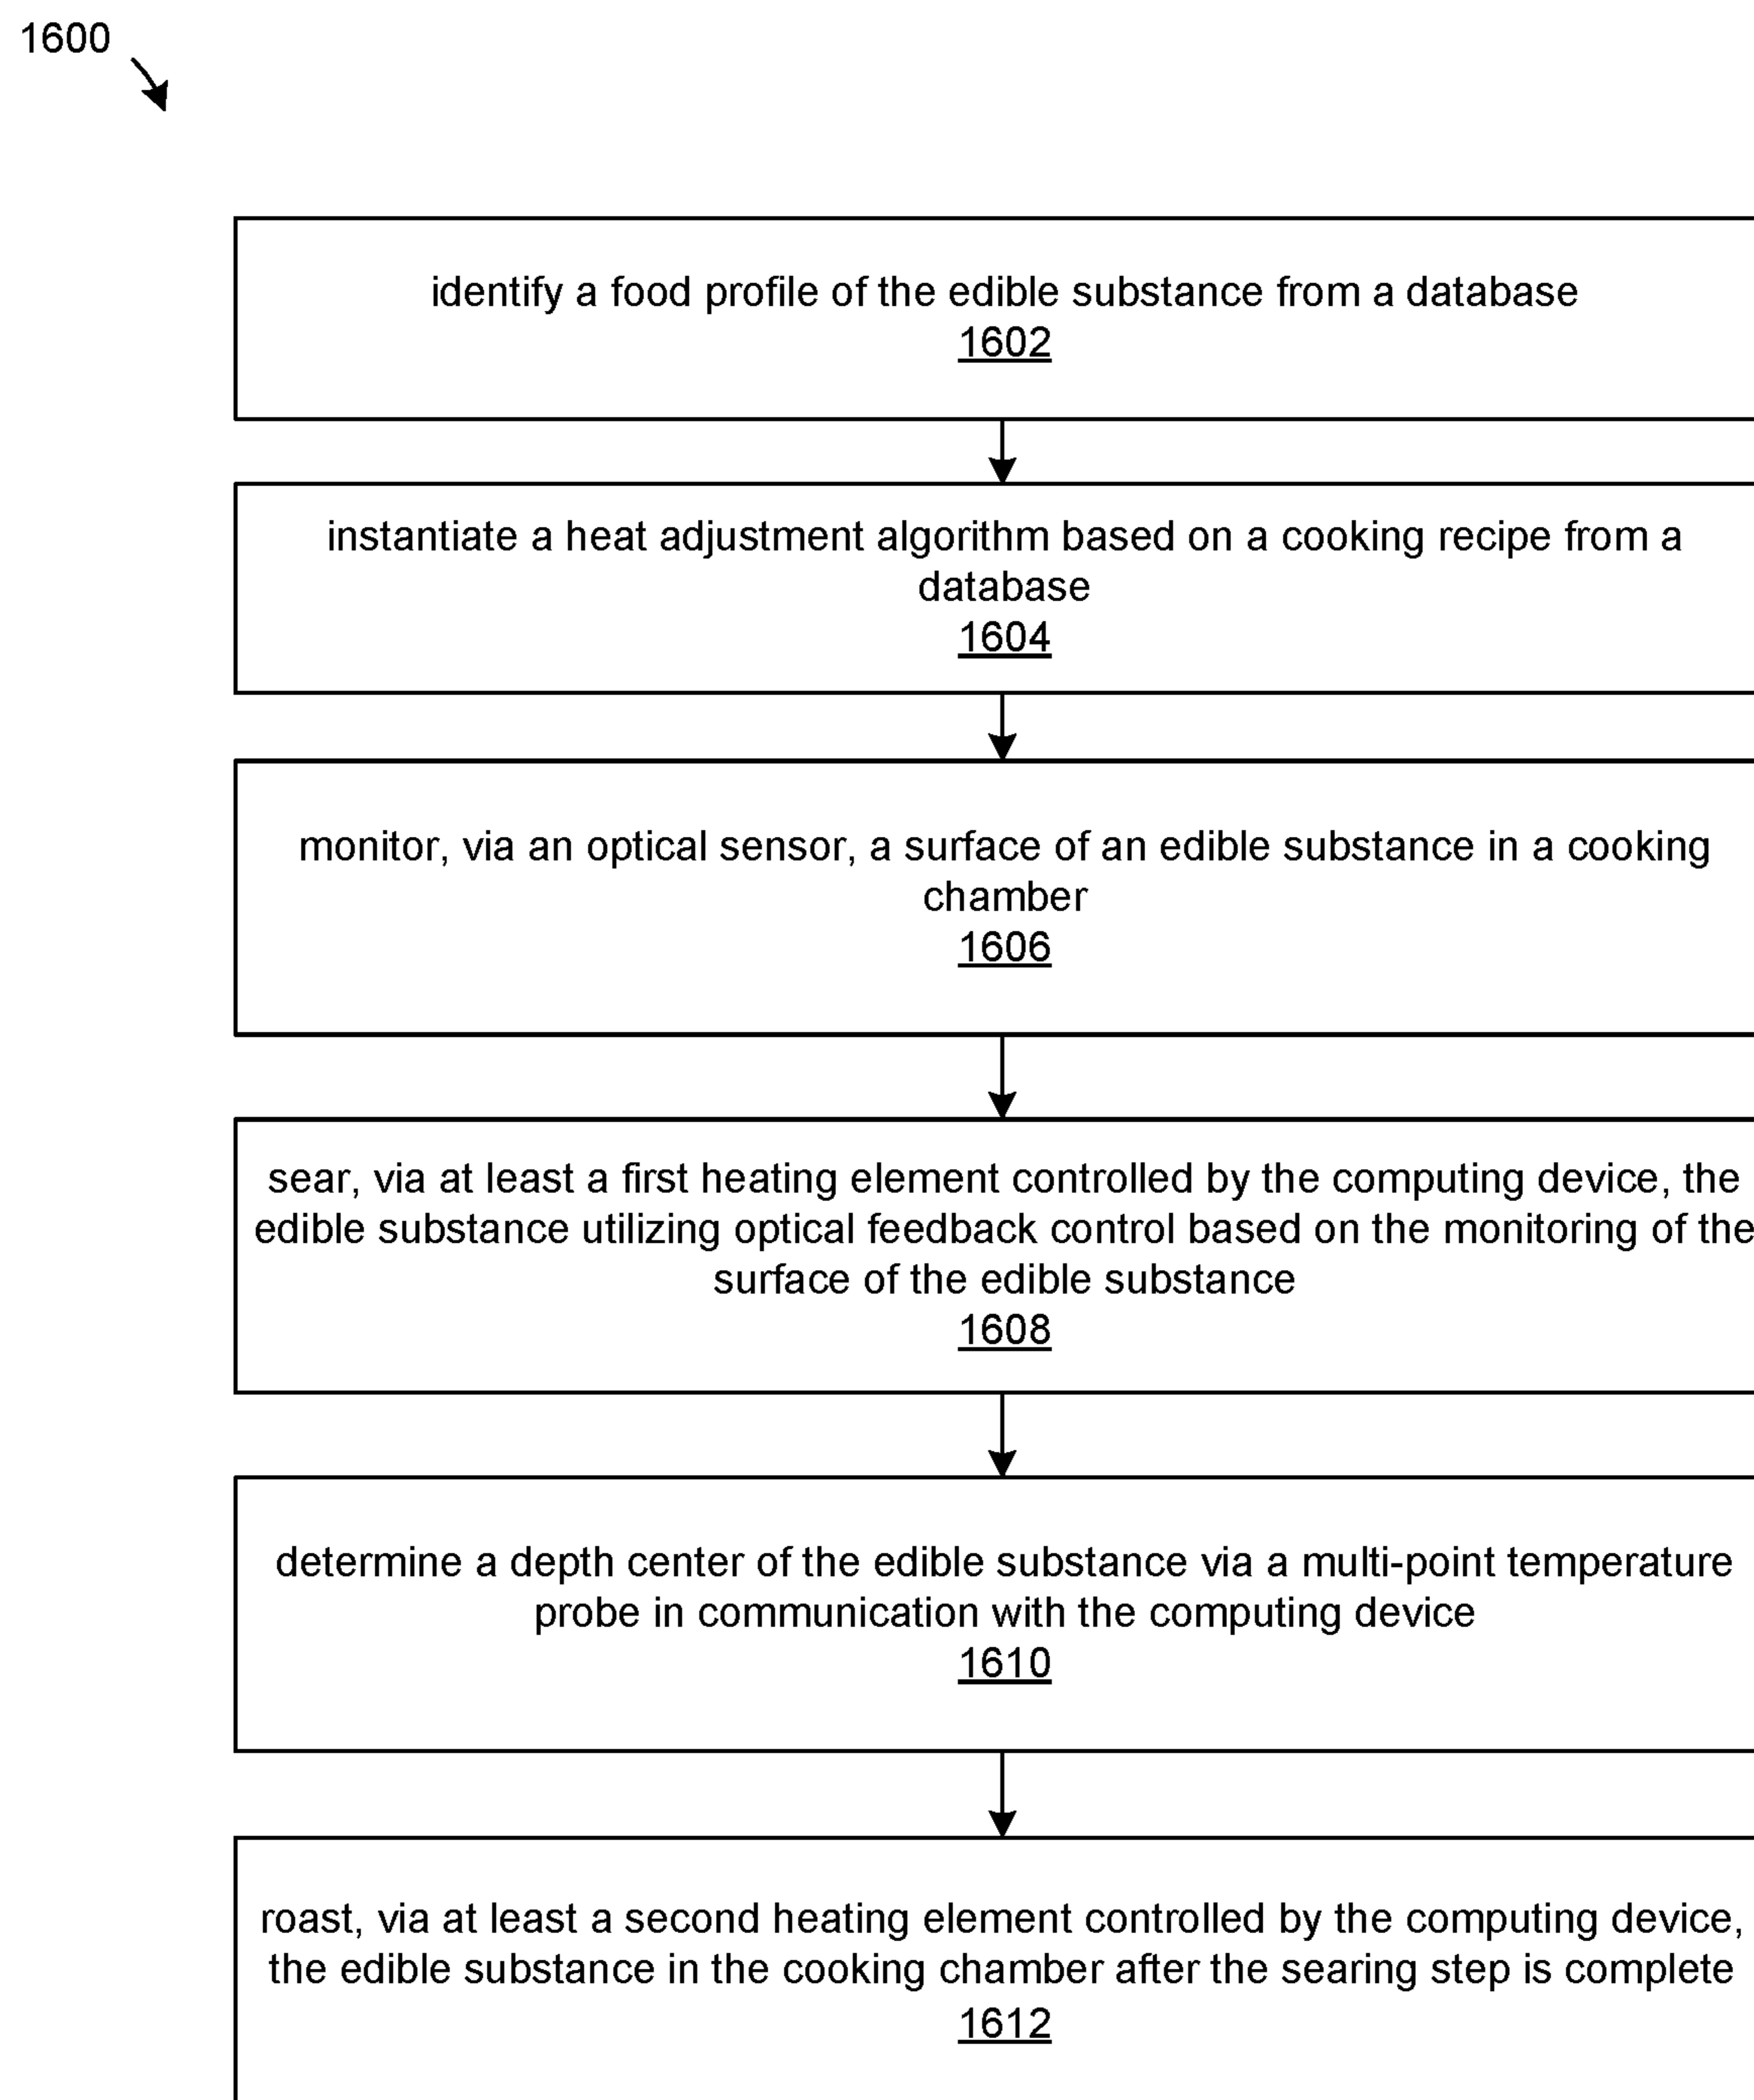 1600
identify a food profile of the edible substance from a database
1602
instantiate a heat adjustment algorithm based on a cooking recipe from a
database
1604
monitor, via an optical sensor, a surface of an edible substance in a cooking
chamber
1606
sear, via at least a first heating element controlled by the computing device, the
edible substance utilizing optical feedback control based on the monitoring of the
surface of the edible substance
1608
determine a depth center of the edible substance via a multi-point temperature
probe in communication with the computing device
1610
roast, via at least a second heating element controlled by the computing device,
the edible substance in the cooking chamber after the searing step is complete
1612